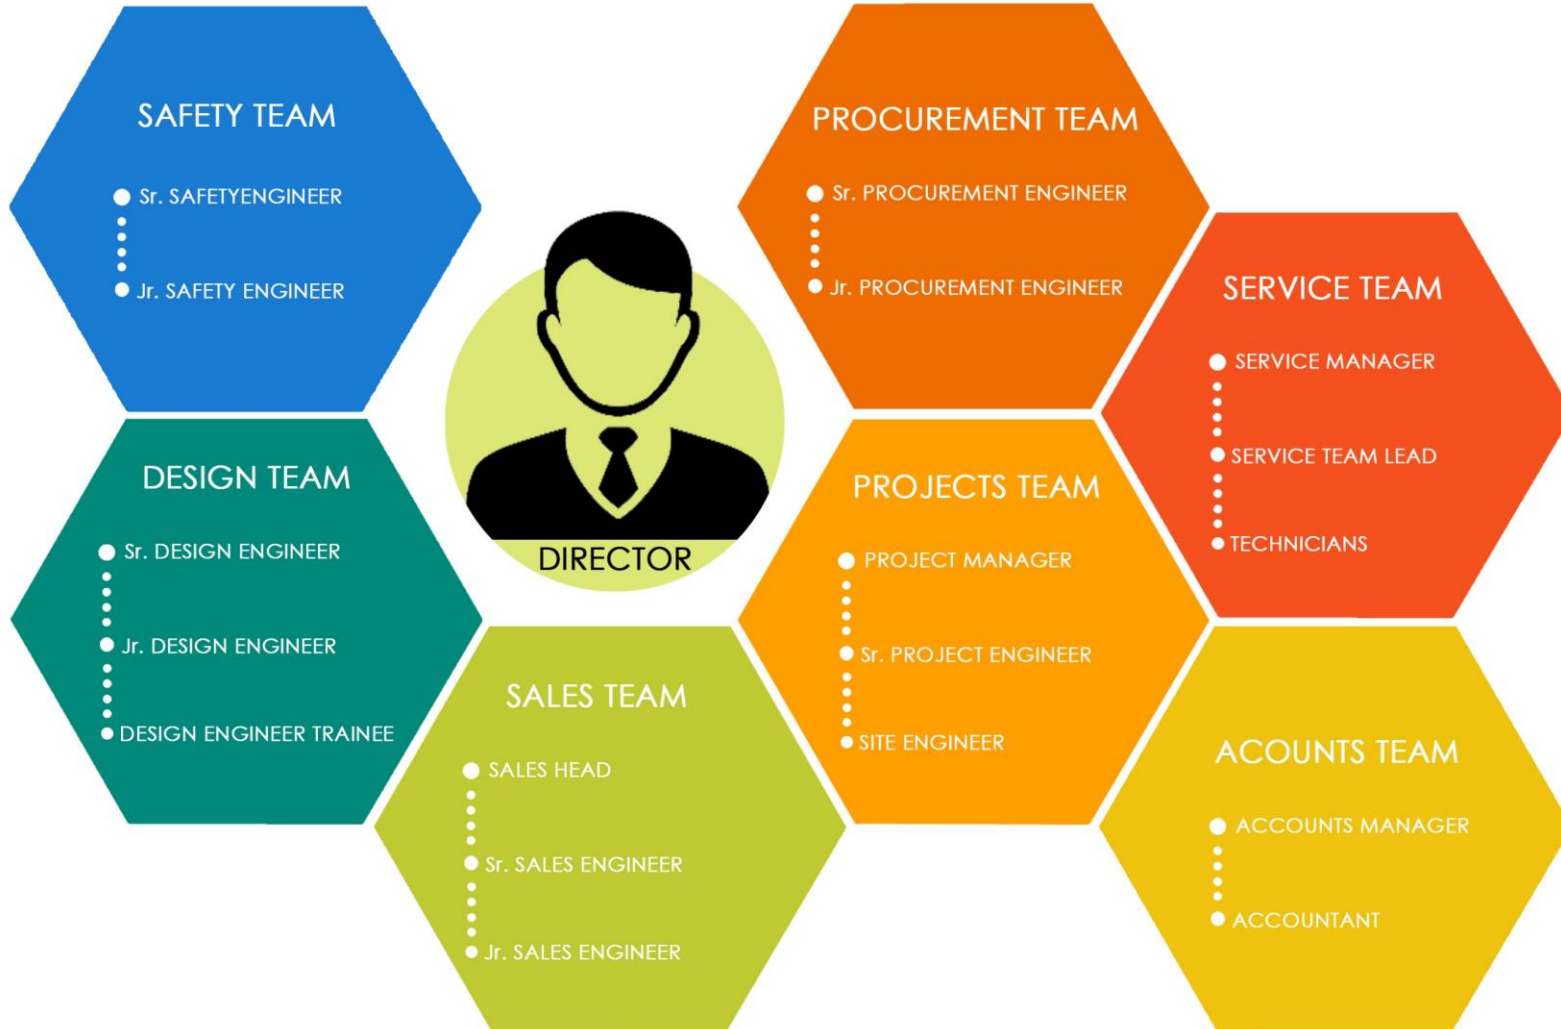 SAFETY TEAM
Sr. SAFETYENGINEER
Jr. SAFETY ENGINEER
PROCUREMENT TEAM
Sr. PROCUREMENT ENGINEER
Jr. PROCUREMENT ENGINEER
SERVICE TEAM
SERVICE MANAGER
SERVICE TEAM LEAD
TECHNICIANS
DIRECTOR
DESIGN TEAM
Sr. DESIGN ENGINEER
Jr. DESIGN ENGINEER
DESIGN ENGINEER TRAINEE
PROJECTS TEAM
PROJECT MANAGER
Sr. PROJECT ENGINEER
SITE ENGINEER
SALES TEAM
SALES HEAD
Sr. SALES ENGINEER
Jr. SALES ENGINEER
ACOUNTS TEAM
ACCOUNTS MANAGER
ACCOUNTANT